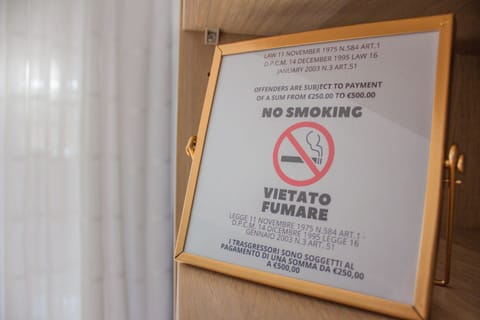 LAW 11 NOVEMBER 1975 N.584 ART.1
D.P.C.M. 14 DECEMBER 1995 LAW 16
JANUARY 2003 N.3 ART.51
OFFENDERS ARE SUBJECT TO PAYMENT
OF A SUM FROM €250,00 TO €500,00
NO SMOKING
VIETATO
FUMARE
LEGGE 11 NOVEMBRE 1975 N.584 ART.1 -
D.P.C.M. 14 DICEMBRE 1995 LEGGE 16
GENNAIO 2003 N.3 ART. 51
I TRASGRESSORI SONO SOGGETTI AL
PAGAMENTO DI UNA SOMMA DA €250,00
A €500,00